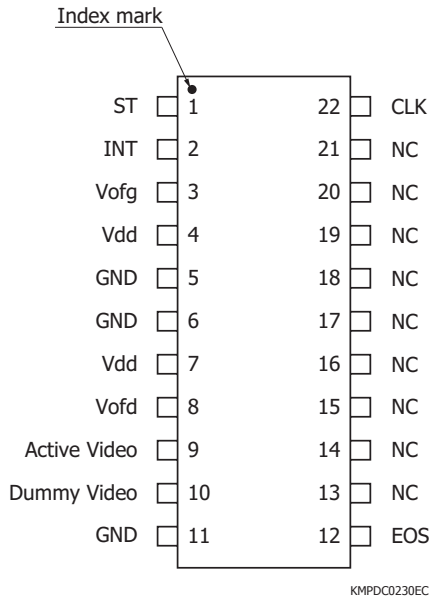 Index mark
ST 1 22 CLK
INT 2 21 NC
Vofg 3 20 NC
Vdd 4 19 NC
GND 5 18 NC
GND 6 17 NC
Vdd 7 16 NC
Vofd 8 15 NC
Active Video 9 14 NC
Dummy Video 10 13 NC
GND 11 12 EOS
KMPDC0230EC